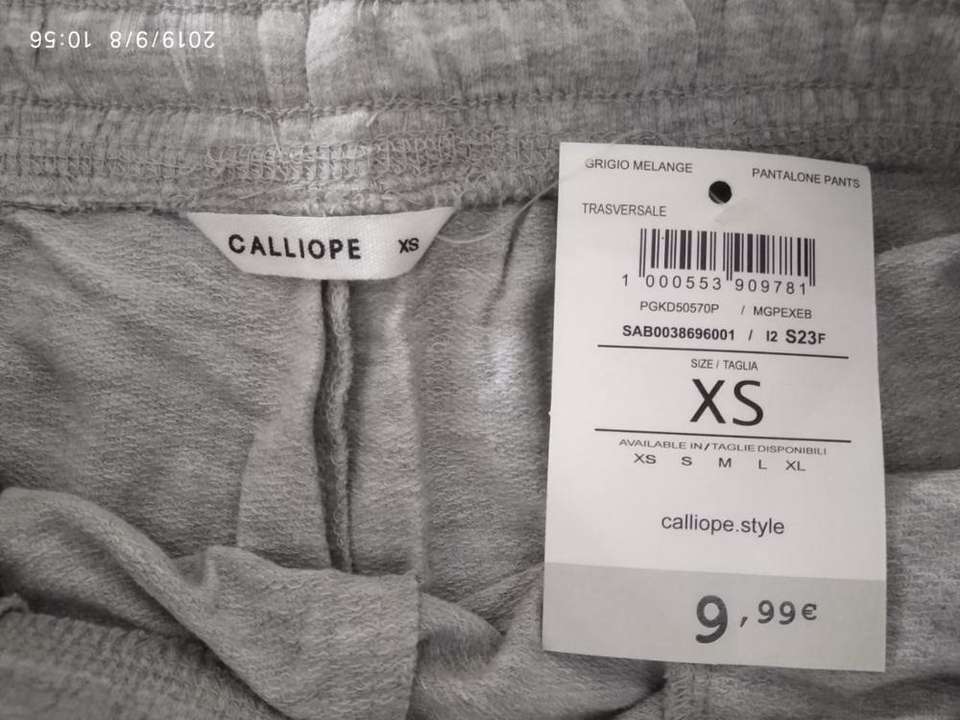 2019/9/8 10:56
CALLIOPE XS
GRIGIO MELANGE PANTALONE PANTS
TRASVERSALE
1 000553 909781
PGKD50570P / MGPEXEB
SAB0038696001 / I2 S23F
SIZE / TAGLIA
XS
AVAILABLE IN/TAGLIE DISPONIBILI
XS S M L XL
calliope.style
9,99€